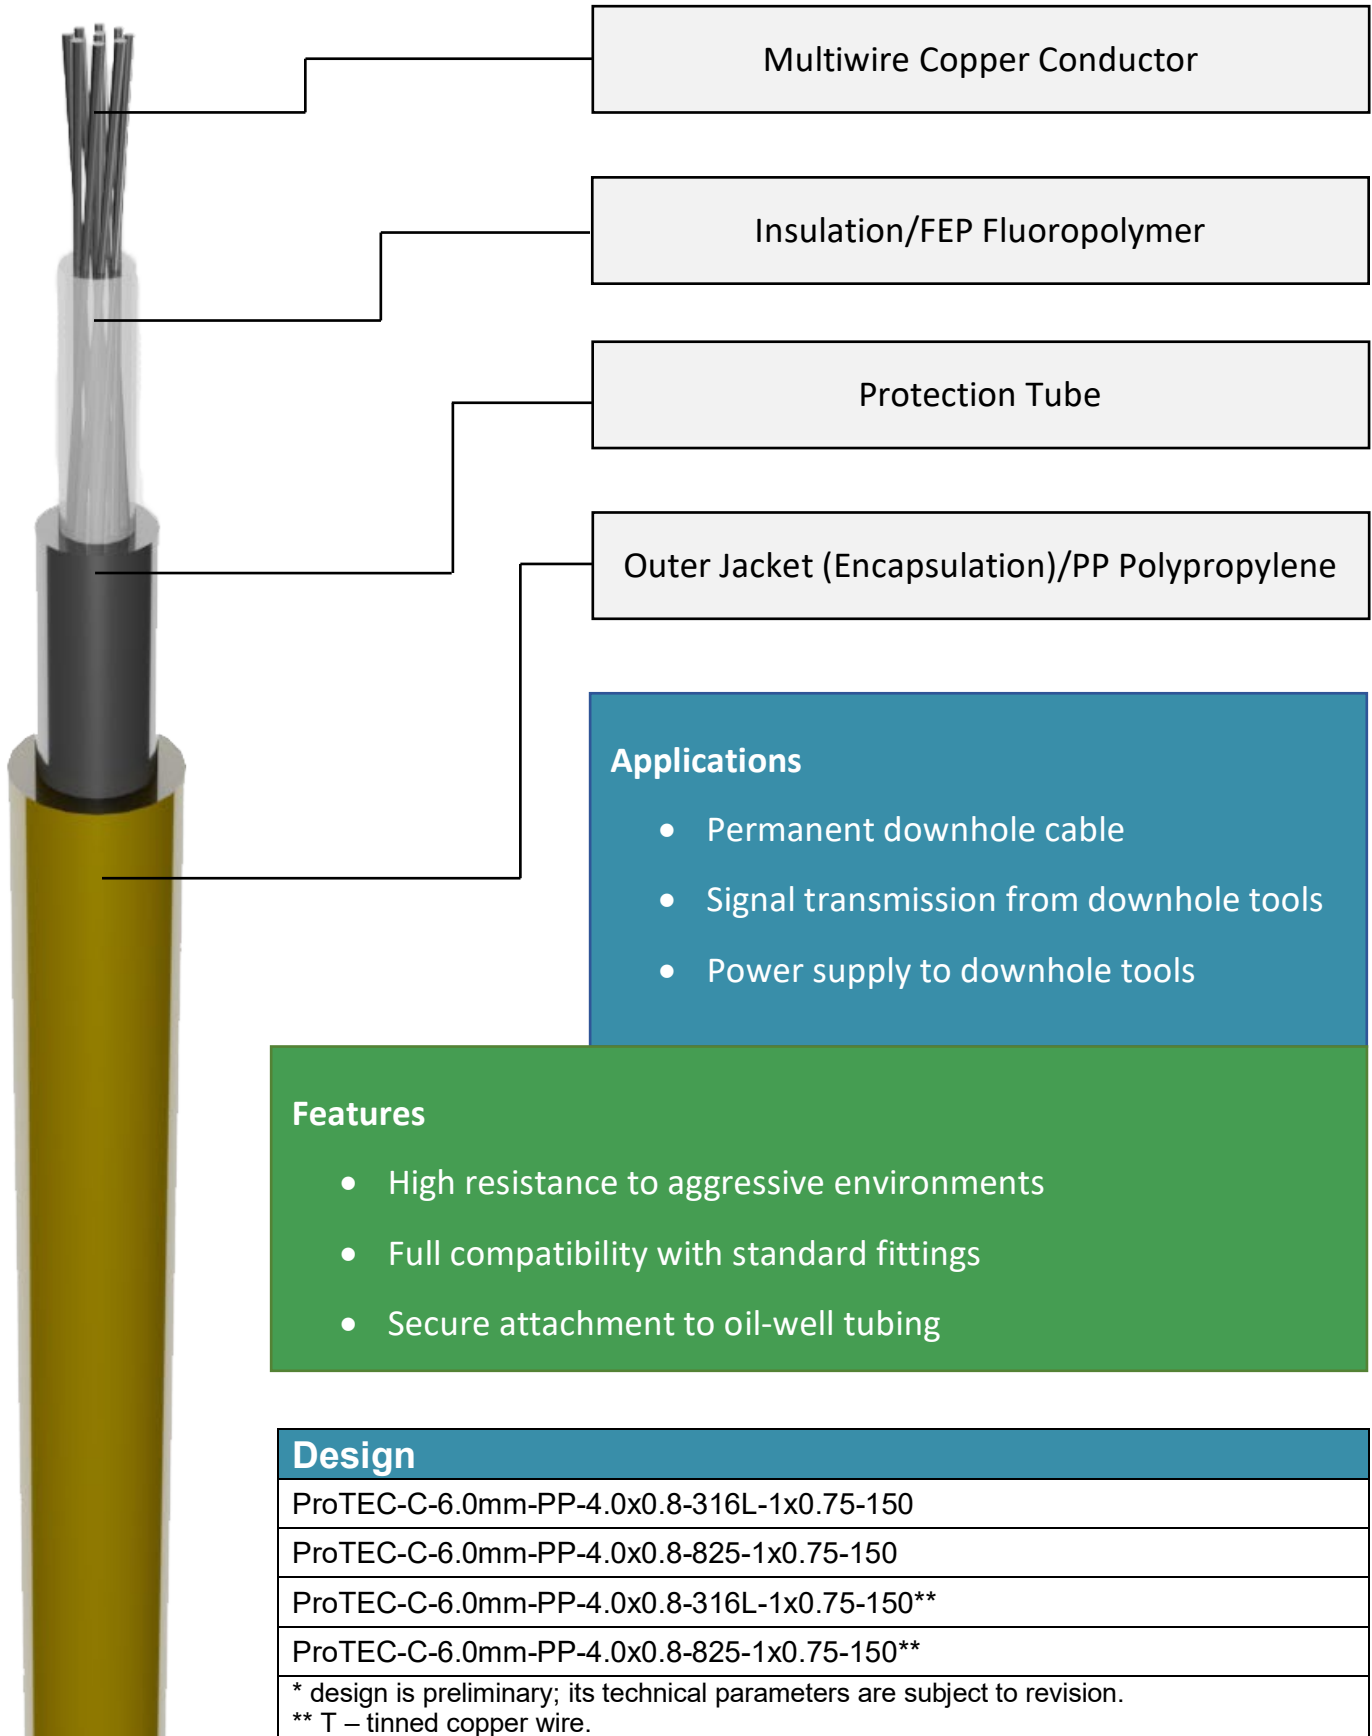 Multiwire Copper Conductor
Insulation/FEP Fluoropolymer
Protection Tube
Outer Jacket (Encapsulation)/PP Polypropylene
Applications
• Permanent downhole cable
• Signal transmission from downhole tools
• Power supply to downhole tools
Features
• High resistance to aggressive environments
• Full compatibility with standard fittings
• Secure attachment to oil-well tubing
Design
ProTEC-C-6.0mm-PP-4.0x0.8-316L-1x0.75-150
ProTEC-C-6.0mm-PP-4.0x0.8-825-1x0.75-150
ProTEC-C-6.0mm-PP-4.0x0.8-316L-1x0.75-150**
ProTEC-C-6.0mm-PP-4.0x0.8-825-1x0.75-150**
* design is preliminary; its technical parameters are subject to revision.
** T – tinned copper wire.